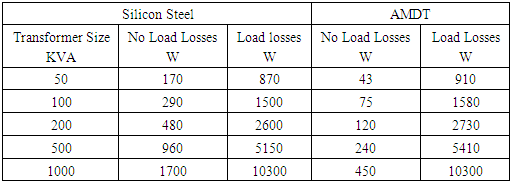 Silicon Steel AMDT
Transformer Size No Load Losses Load losses No Load Losses Load Losses
KVA W W W W
50 170 870 43 910
100 290 1500 75 1580
200 480 2600 120 2730
500 960 5150 240 5410
1000 1700 10300 450 10300